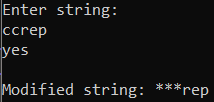 Enter string:
ccrep
yes
Modified string: ***rep